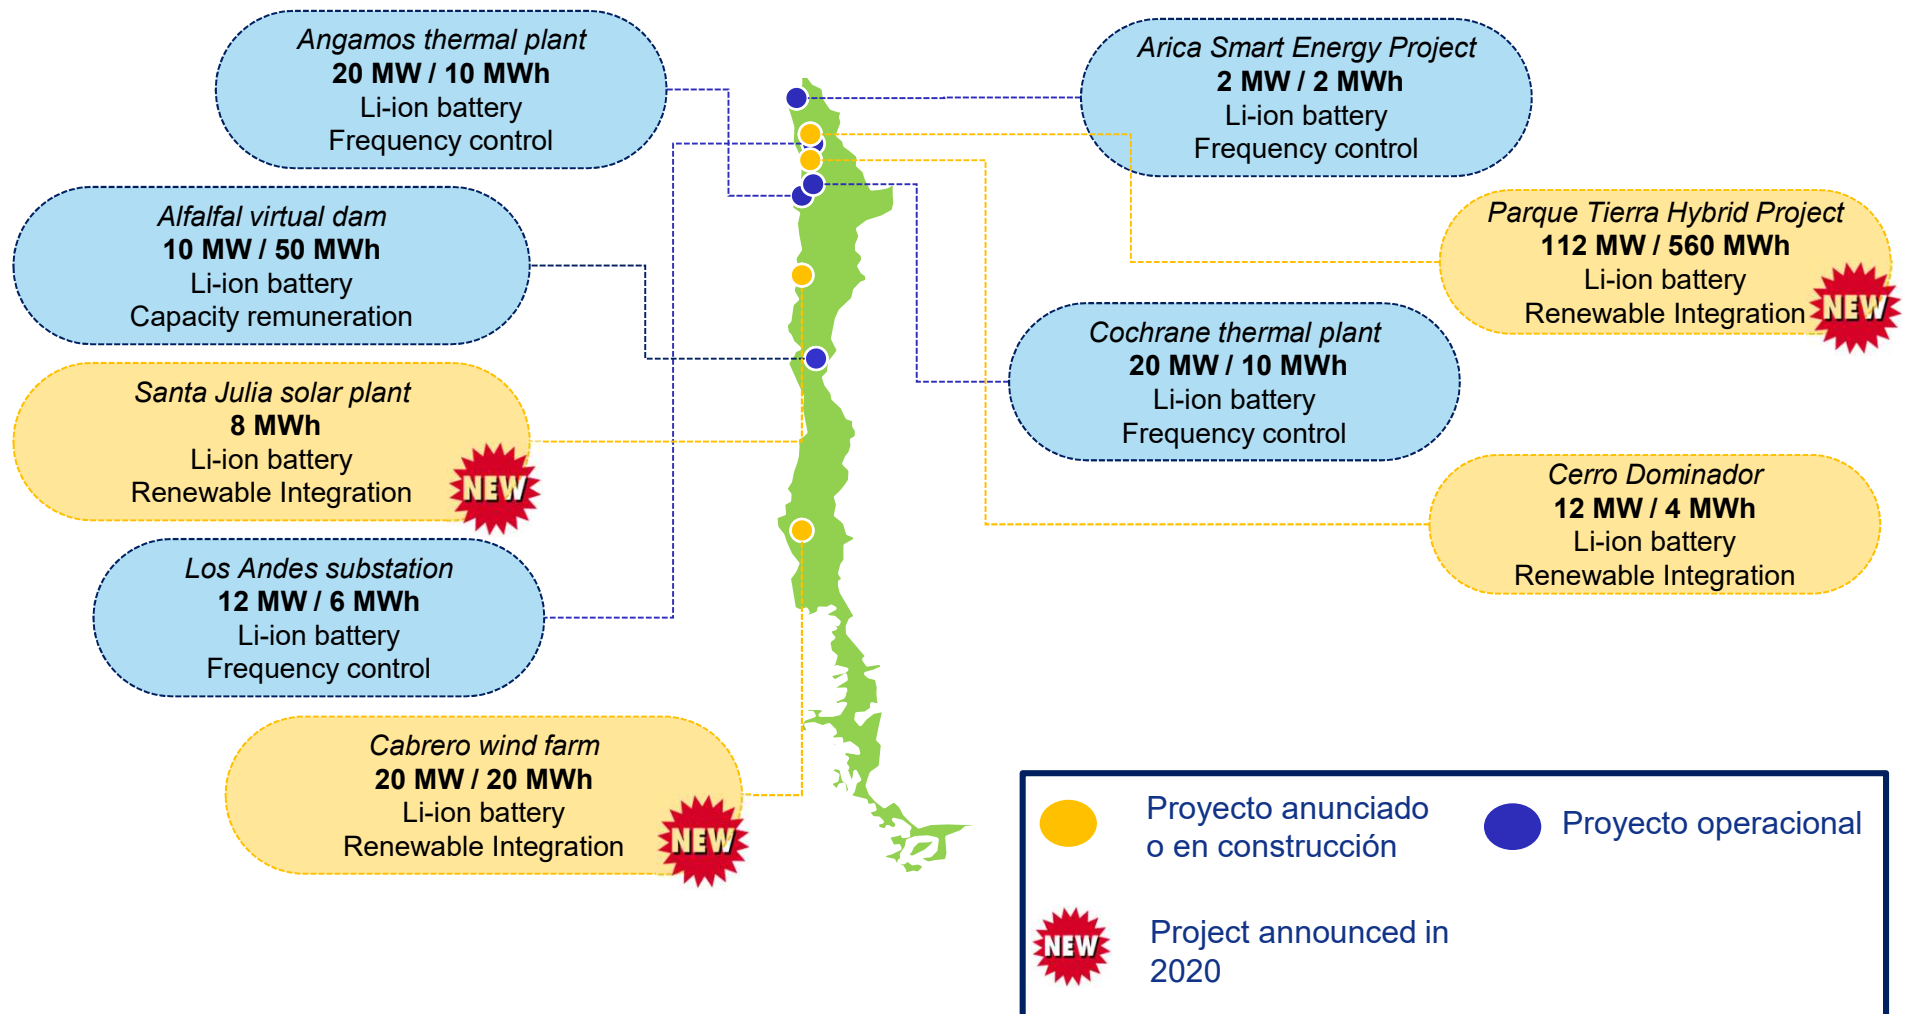 Angamos thermal plant
20 MW / 10 MWh
Li-ion battery
Frequency control
Arica Smart Energy Project
2 MW / 2 MWh
Li-ion battery
Frequency control
Alfalfal virtual dam
10 MW / 50 MWh
Li-ion battery
Capacity remuneration
Parque Tierra Hybrid Project
112 MW / 560 MWh
Li-ion battery
Renewable Integration
NEW
Cochrane thermal plant
20 MW / 10 MWh
Li-ion battery
Frequency control
Santa Julia solar plant
8 MWh
Li-ion battery
Renewable Integration
NEW
Cerro Dominador
12 MW / 4 MWh
Li-ion battery
Renewable Integration
Los Andes substation
12 MW / 6 MWh
Li-ion battery
Frequency control
Cabrero wind farm
20 MW / 20 MWh
Li-ion battery
Renewable Integration
NEW
Proyecto anunciado
o en construcción
Proyecto operacional
NEW
Project announced in
2020